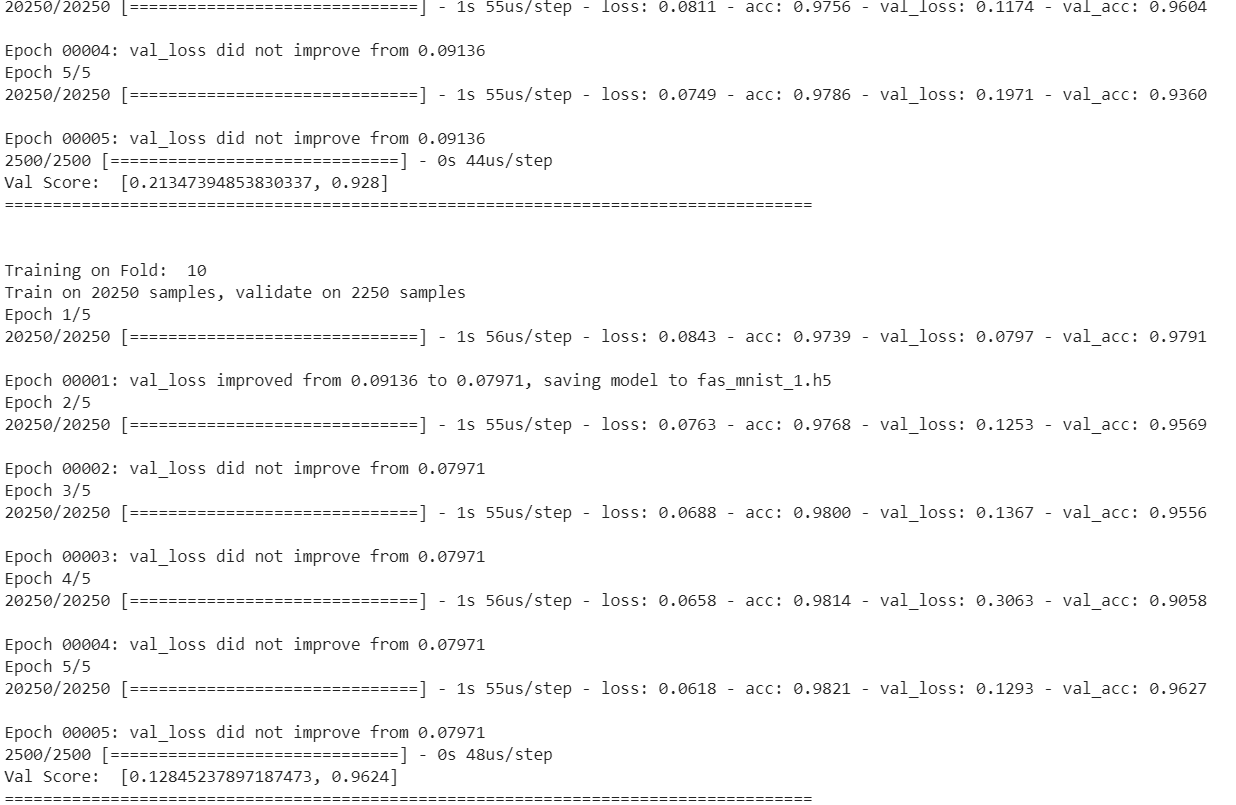 20250/20250 [==============================] - 1s 55us/step - loss: 0.0811 - acc: 0.9756 - val_loss: 0.1174 - val_acc: 0.9604
Epoch 00004: val_loss did not improve from 0.09136
Epoch 5/5
20250/20250 [==============================] - 1s 55us/step - loss: 0.0749 - acc: 0.9786 - val_loss: 0.1971 - val_acc: 0.9360
Epoch 00005: val_loss did not improve from 0.09136
2500/2500 [==============================] - 0s 44us/step
Val Score:  [0.21347394853830337, 0.928]
====================================================================================
Training on Fold:  10
Train on 20250 samples, validate on 2250 samples
Epoch 1/5
20250/20250 [==============================] - 1s 56us/step - loss: 0.0843 - acc: 0.9739 - val_loss: 0.0797 - val_acc: 0.9791
Epoch 00001: val_loss improved from 0.09136 to 0.07971, saving model to fas_mnist_1.h5
Epoch 2/5
20250/20250 [==============================] - 1s 55us/step - loss: 0.0763 - acc: 0.9768 - val_loss: 0.1253 - val_acc: 0.9569
Epoch 00002: val_loss did not improve from 0.07971
Epoch 3/5
20250/20250 [==============================] - 1s 55us/step - loss: 0.0688 - acc: 0.9800 - val_loss: 0.1367 - val_acc: 0.9556
Epoch 00003: val_loss did not improve from 0.07971
Epoch 4/5
20250/20250 [==============================] - 1s 56us/step - loss: 0.0658 - acc: 0.9814 - val_loss: 0.3063 - val_acc: 0.9058
Epoch 00004: val_loss did not improve from 0.07971
Epoch 5/5
20250/20250 [==============================] - 1s 55us/step - loss: 0.0618 - acc: 0.9821 - val_loss: 0.1293 - val_acc: 0.9627
Epoch 00005: val_loss did not improve from 0.07971
2500/2500 [==============================] - 0s 48us/step
Val Score:  [0.12845237897187473, 0.9624]
====================================================================================